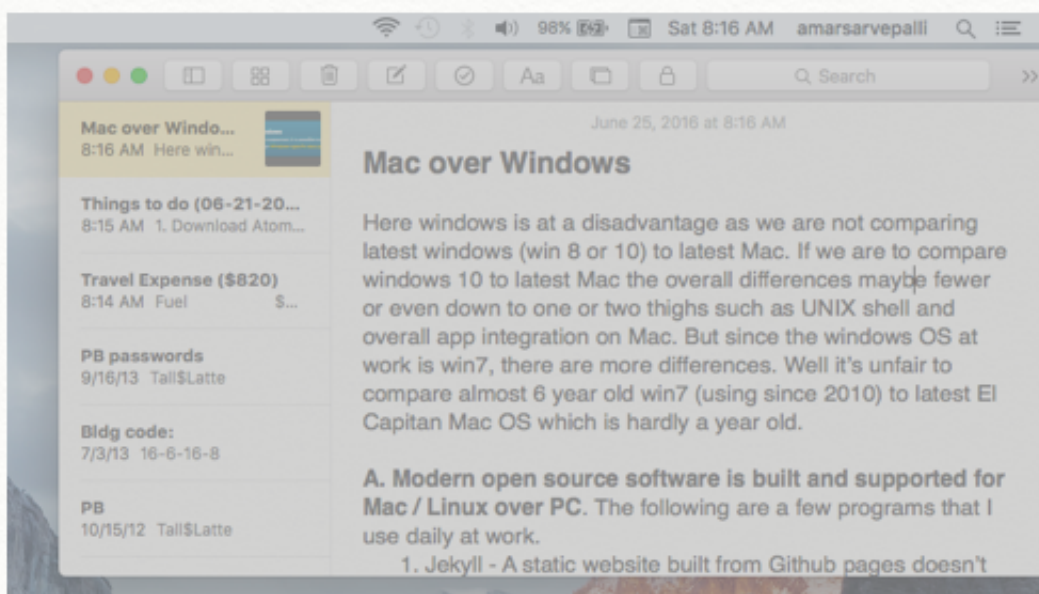 98% Sat 8:16 AM amarsarvepalli
Aa Search
Mac over Windo...
8:16 AM Here win...
Things to do (06-21-20...
8:15 AM 1. Download Atom...
Travel Expense ($820)
8:14 AM Fuel $...
PB passwords
9/16/13 Tall$Latte
Bldg code:
7/3/13 16-6-16-8
PB
10/15/12 Tall$Latte
June 25, 2016 at 8:16 AM
Mac over Windows
Here windows is at a disadvantage as we are not comparing
latest windows (win 8 or 10) to latest Mac. If we are to compare
windows 10 to latest Mac the overall differences maybe fewer
or even down to one or two thighs such as UNIX shell and
overall app integration on Mac. But since the windows OS at
work is win7, there are more differences. Well it's unfair to
compare almost 6 year old win7 (using since 2010) to latest El
Capitan Mac OS which is hardly a year old.
A. Modern open source software is built and supported for
Mac / Linux over PC. The following are a few programs that I
use daily at work.
1. Jekyll - A static website built from Github pages doesn't